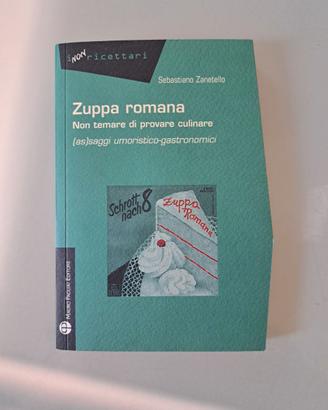 i NON ricettari
Sebastiano Zanetello
Zuppa romana
Non temare di provare culinare
(as)saggi umoristico-gastronomici
Schrott
nach 8
Zuppa
Romana
MAURO PAGLIAI EDITORE